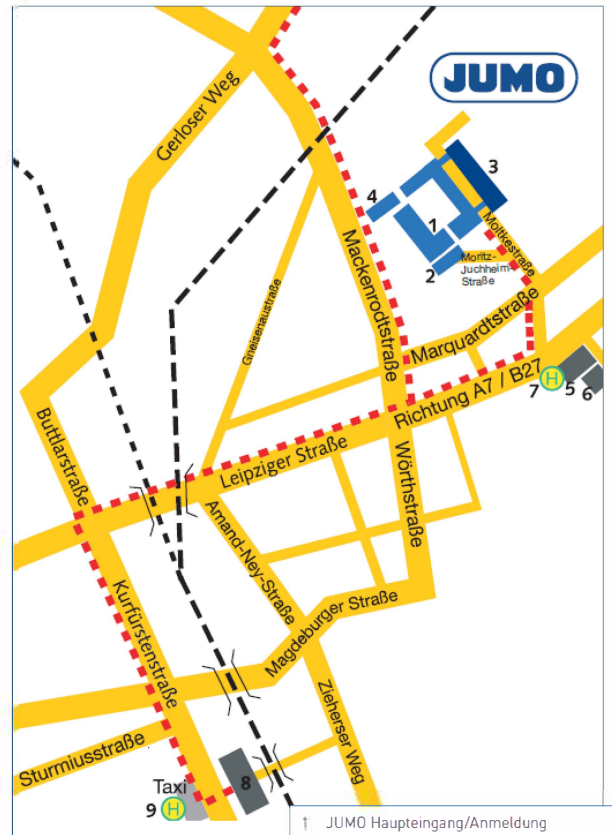 JUMO
Gerloser Weg
3
4
1
Moltkestraße
Mackenrodtstraße
2
Moritz-
Juchheim-
Straße
Gneisenaustraße
Marquardtstraße
Buttlarstraße
Richtung A7 / B27
7 H 5
6
Leipziger Straße
Wörthstraße
Amand-Ney-Straße
Kurfürstenstraße
Magdeburger Straße
Zieherser Weg
Sturmiusstraße
Taxi
8
9 H
1 JUMO Haupteingang/Anmeldung